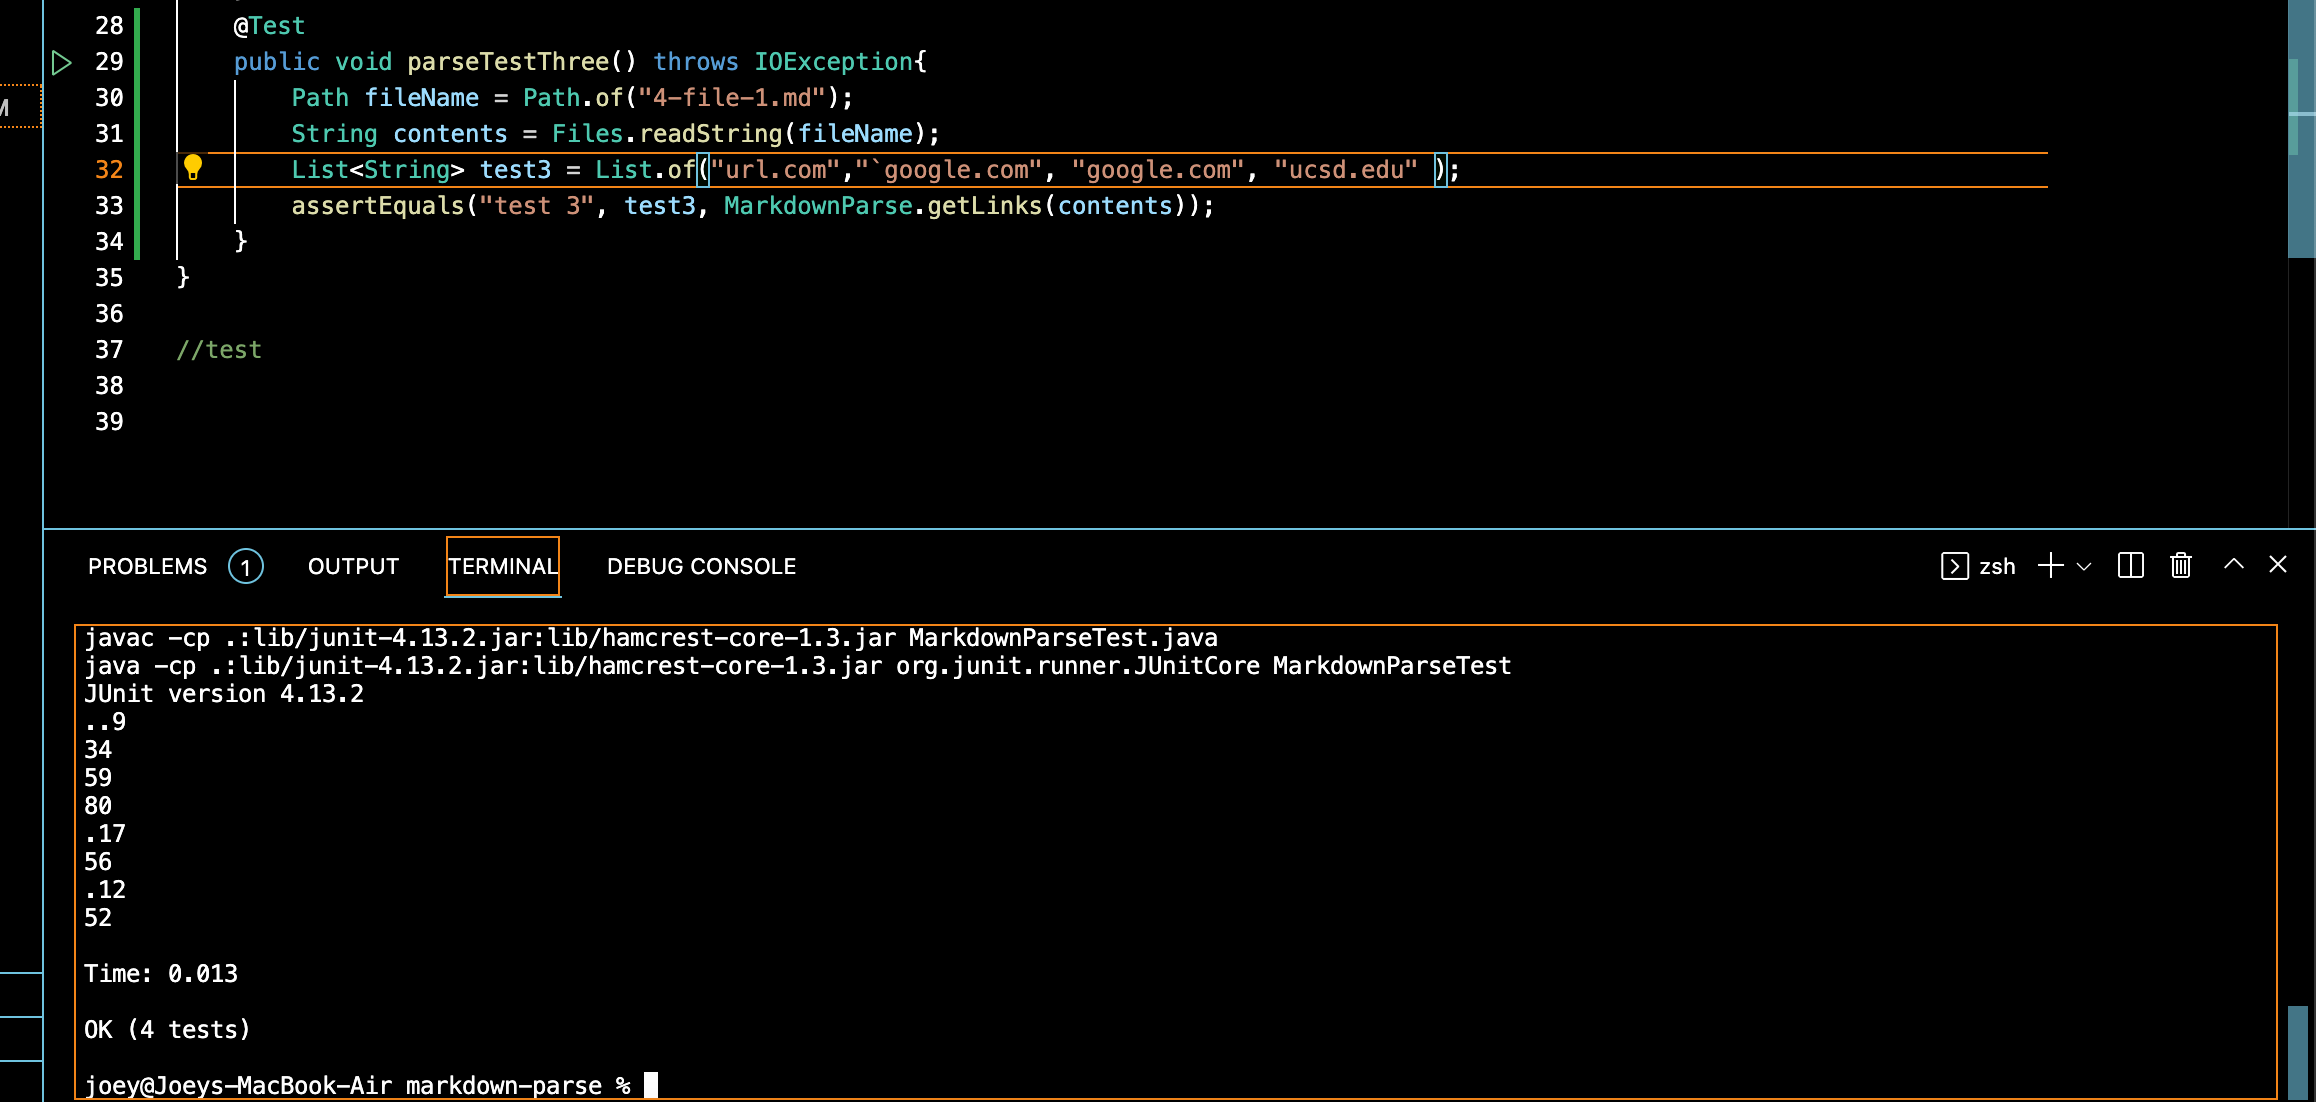 28 @Test
29 public void parseTestThree() throws IOException{
30 Path fileName = Path.of("4-file-1.md");
M
31 String contents = Files.readString(fileName);
32 List<String> test3 = List.of("url.com","`google.com", "google.com", "ucsd.edu" );
33 assertEquals("test 3", test3, MarkdownParse.getLinks(contents));
34 }
35 }
36
37 //test
38
39
PROBLEMS 1 OUTPUT TERMINAL DEBUG CONSOLE zsh
javac -cp .:lib/junit-4.13.2.jar:lib/hamcrest-core-1.3.jar MarkdownParseTest.java
java -cp .:lib/junit-4.13.2.jar:lib/hamcrest-core-1.3.jar org.junit.runner.JUnitCore MarkdownParseTest
JUnit version 4.13.2
..9
34
59
80
.17
56
.12
52
Time: 0.013
OK (4 tests)
joey@Joeys-MacBook-Air markdown-parse %